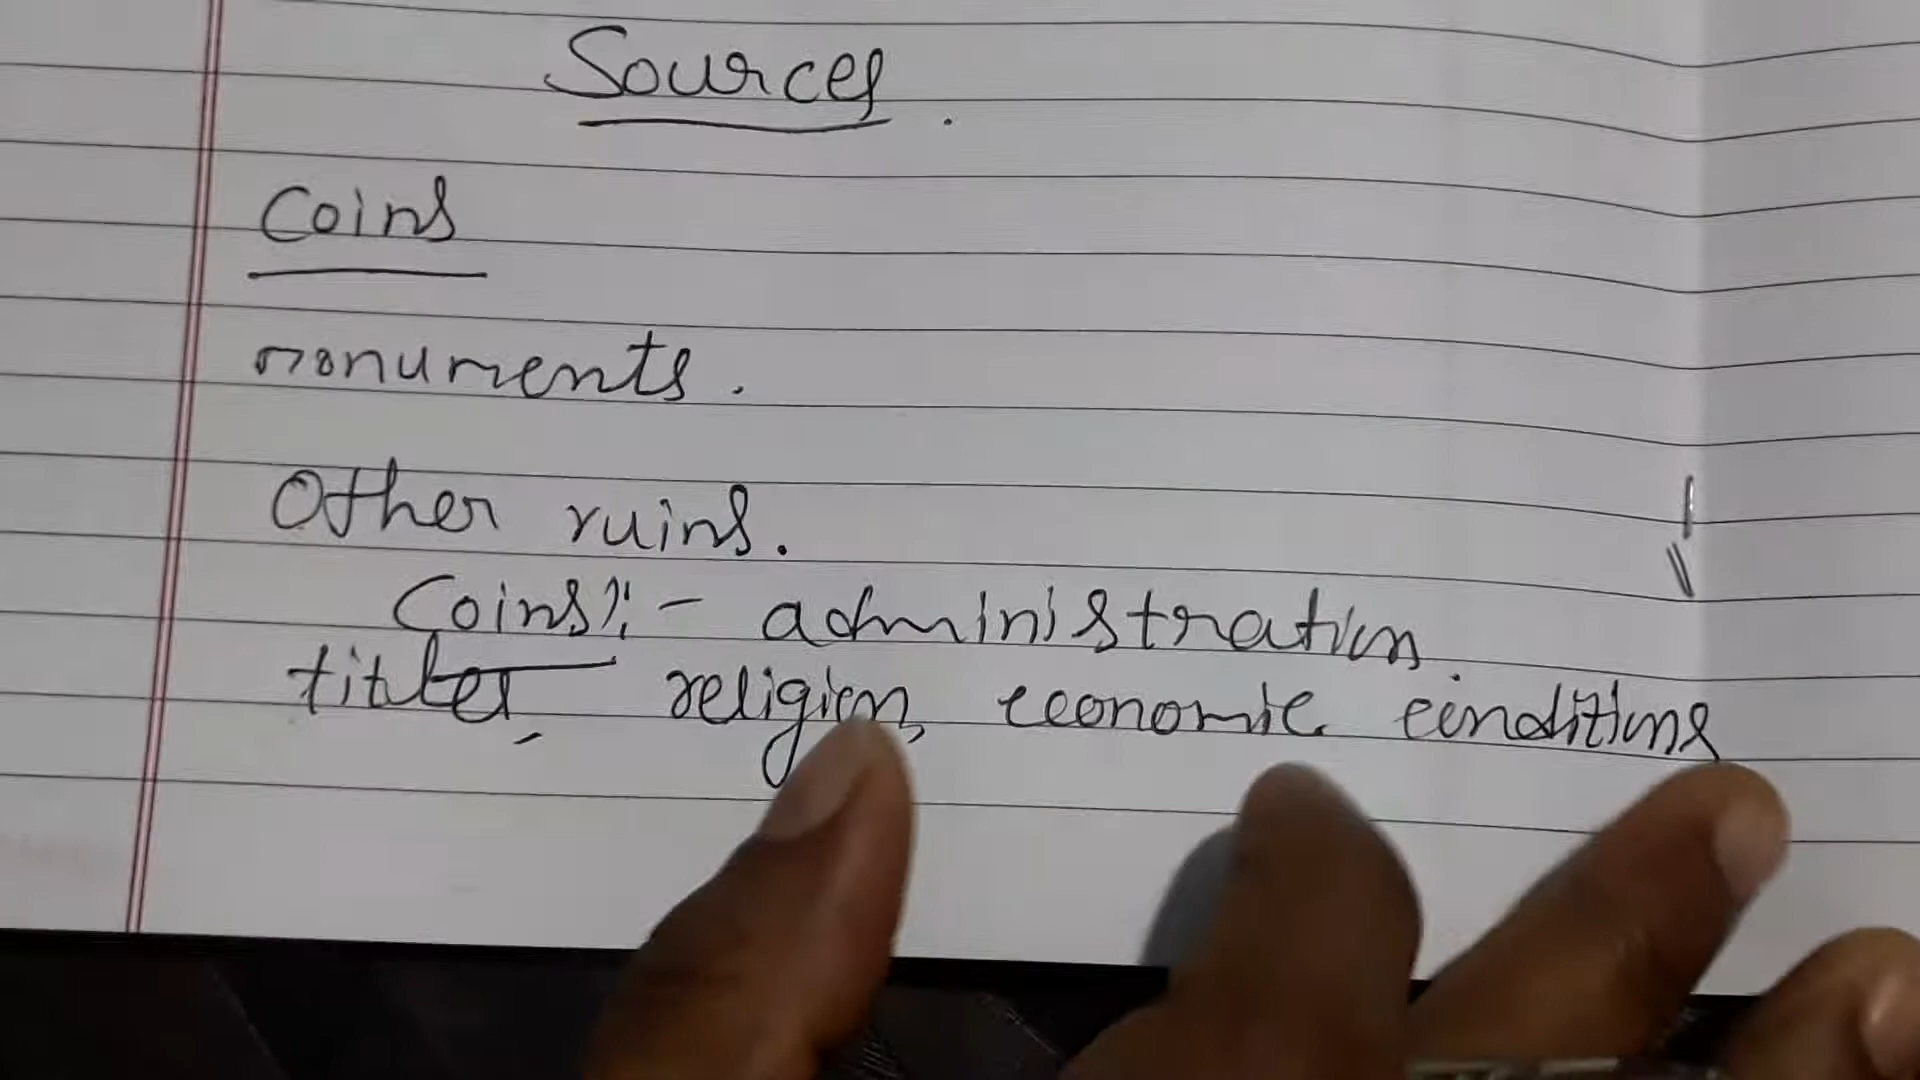 Sources.
Coins
monuments.
Other ruins.
Coins:- administration.
titles, religion, economic conditions